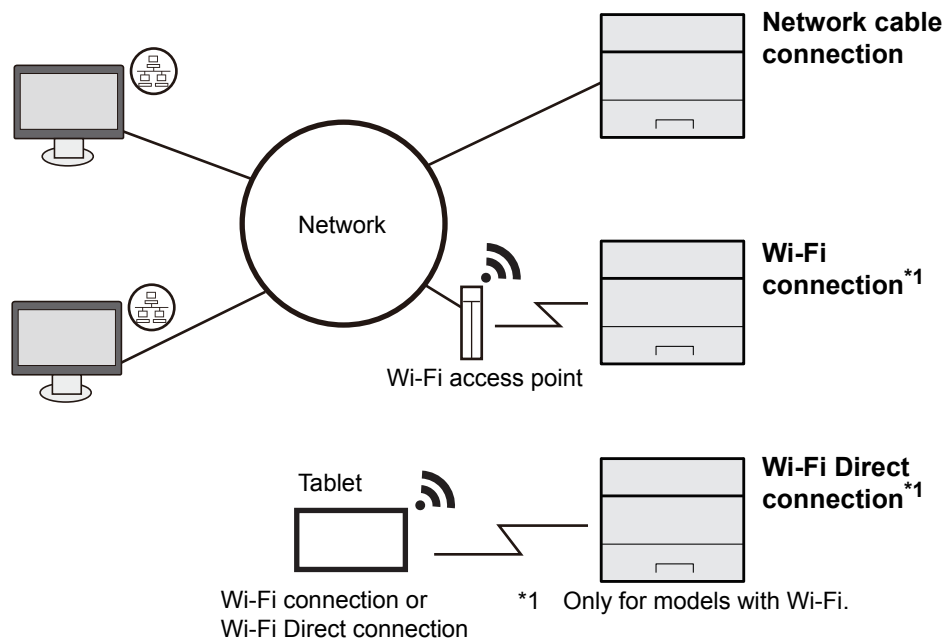 Network cable
connection
Network
Wi-Fi
connection*1
Wi-Fi access point
Wi-Fi Direct
connection*1
Tablet
Wi-Fi connection or
Wi-Fi Direct connection
*1 Only for models with Wi-Fi.